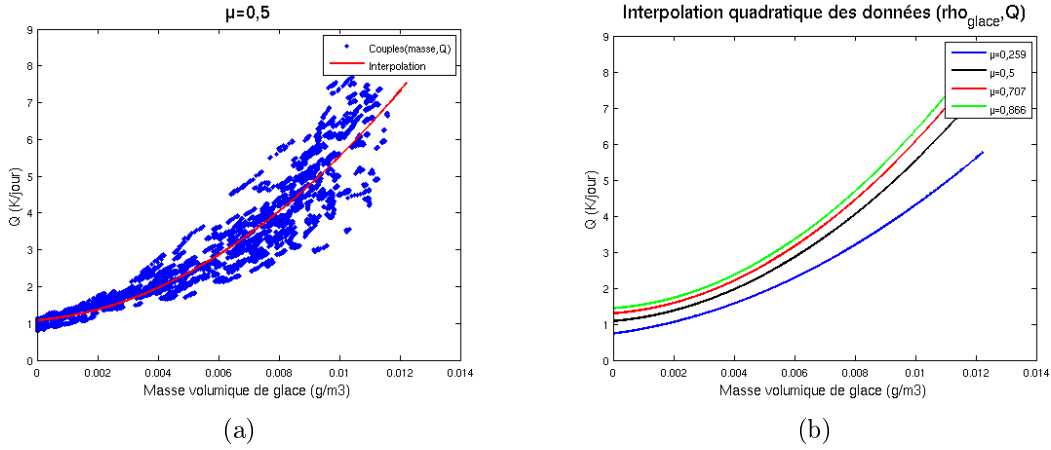 µ=0,5
Q (K/jour)
9
8
7
6
5
4
3
2
1
0
Couples(masse,Q)
Interpolation
0 0.002 0.004 0.006 0.008 0.01 0.012 0.014
Masse volumique de glace (g/m3)
(a)
Interpolation quadratique des données (rho_glace,Q)
Q (K/jour)
9
8
7
6
5
4
3
2
1
0
µ=0,259
µ=0,5
µ=0,707
µ=0,866
0 0.002 0.004 0.006 0.008 0.01 0.012 0.014
Masse volumique de glace (g/m3)
(b)